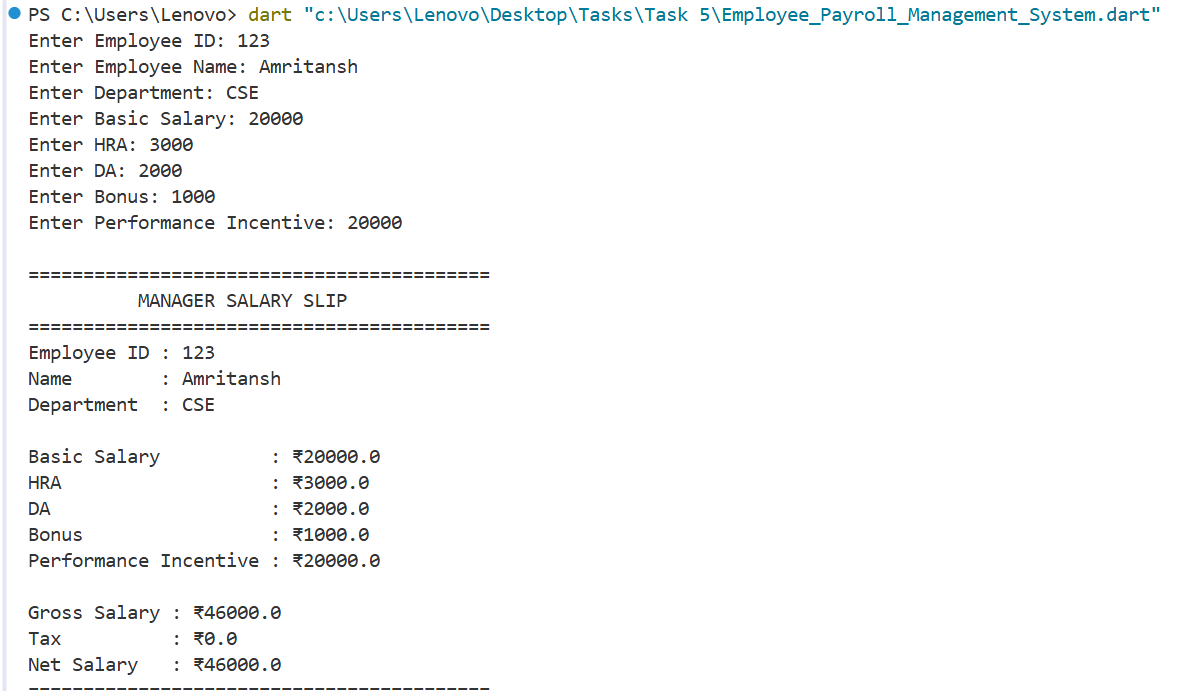 PS C:\Users\Lenovo> dart "c:\Users\Lenovo\Desktop\Tasks\Task 5\Employee_Payroll_Management_System.dart"
Enter Employee ID: 123
Enter Employee Name: Amritansh
Enter Department: CSE
Enter Basic Salary: 20000
Enter HRA: 3000
Enter DA: 2000
Enter Bonus: 1000
Enter Performance Incentive: 20000

==========================================
          MANAGER SALARY SLIP
==========================================
Employee ID : 123
Name        : Amritansh
Department  : CSE

Basic Salary          : ₹20000.0
HRA                   : ₹3000.0
DA                    : ₹2000.0
Bonus                 : ₹1000.0
Performance Incentive : ₹20000.0

Gross Salary : ₹46000.0
Tax          : ₹0.0
Net Salary   : ₹46000.0
==========================================